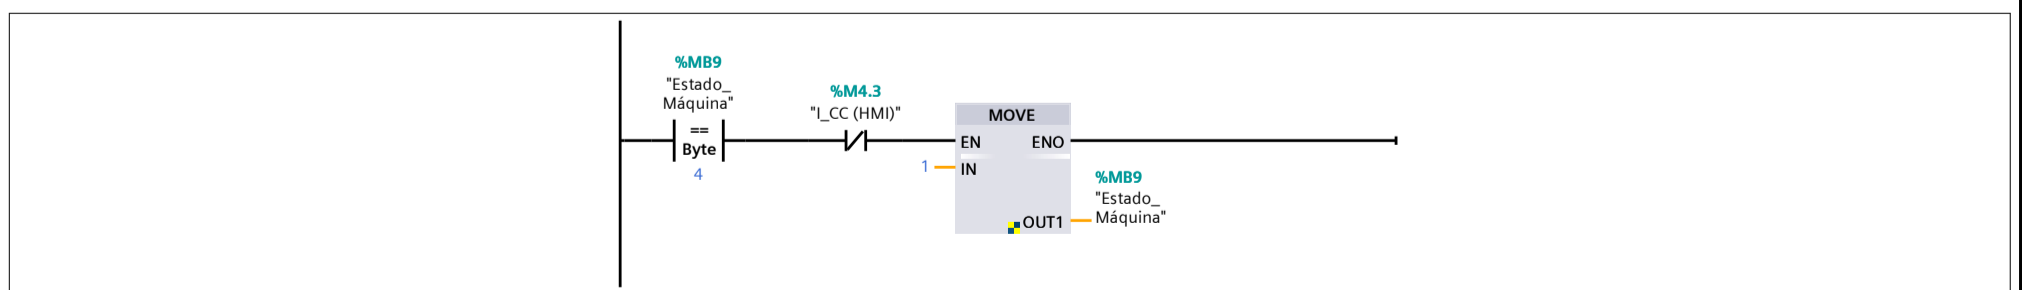 %MB9
"Estado_
Máquina"
==
Byte
4
%M4.3
"I_CC (HMI)"
MOVE
EN
ENO
1
IN
OUT1
%MB9
"Estado_
Máquina"